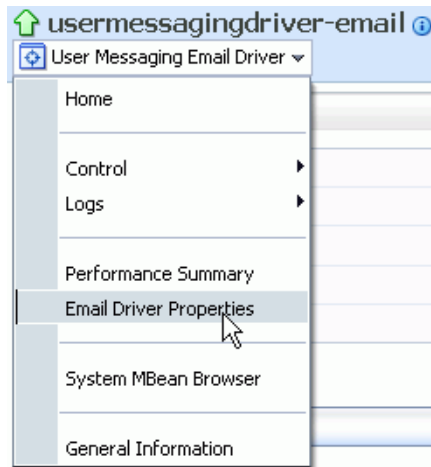 usermessagingdriver-email
User Messaging Email Driver
Home
Control
Logs
Performance Summary
Email Driver Properties
System MBean Browser
General Information